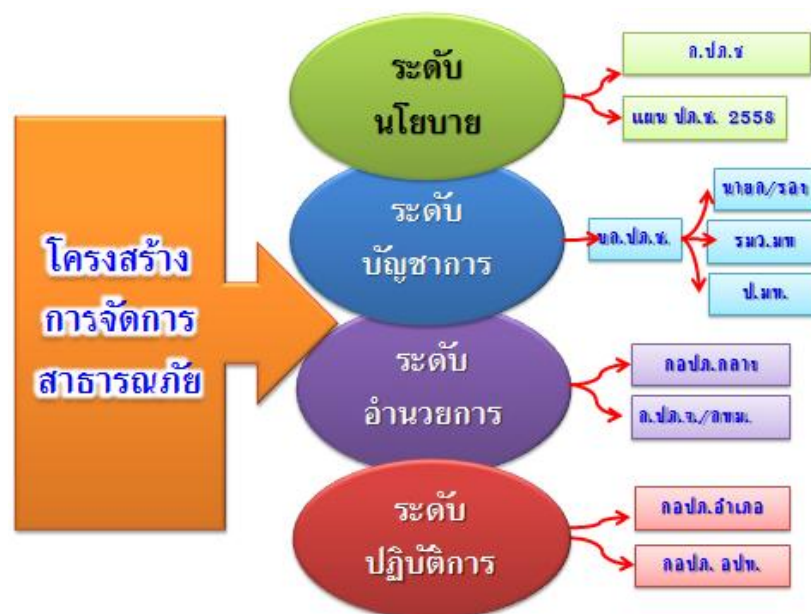 โครงสร้าง
การจัดการ
สาธารณภัย
ระดับ
นโยบาย
ก.ปภ.ช
แผน ปภ.ช. 2558
ระดับ
บัญชาการ
บก.ปภ.ช.
นายก/รอง
รมว.มท
ป.มท.
ระดับ
อำนวยการ
กอปภ.กลาง
ก.ปภ.จ./กทม.
ระดับ
ปฏิบัติการ
กอปภ.อำเภอ
กอปภ. อปท.